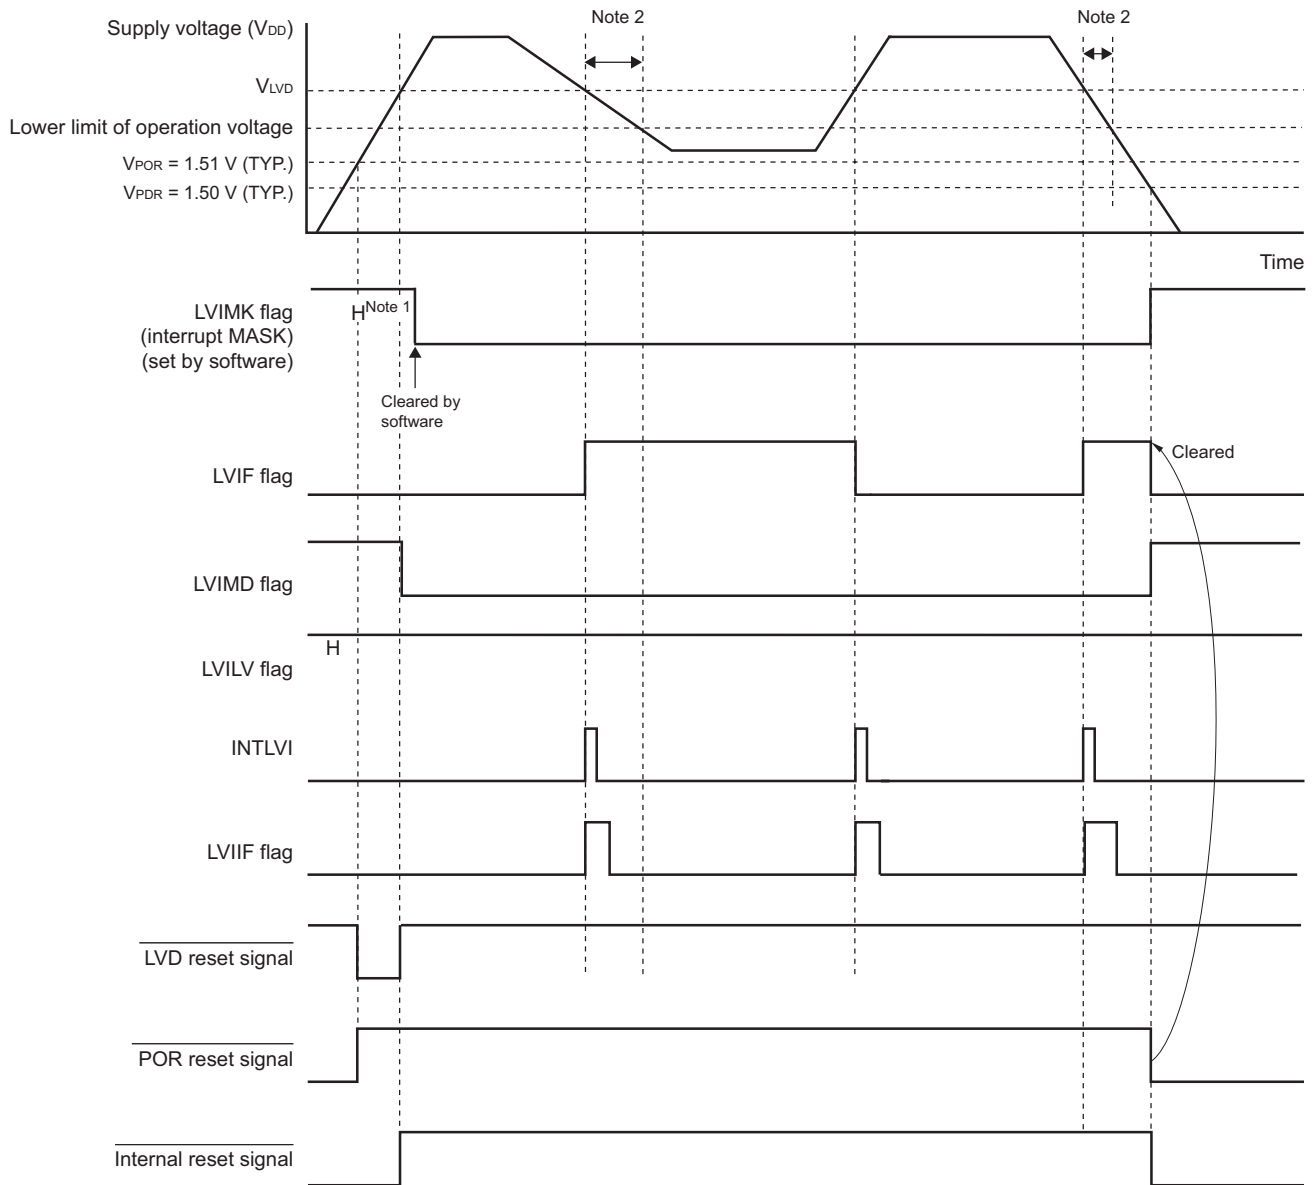 Note 2
Note 2
Supply voltage (VDD)
VLVD
Lower limit of operation voltage
VPOR = 1.51 V (TYP.)
VPDR = 1.50 V (TYP.)
Time
LVIMK flag
(interrupt MASK)
(set by software)
H Note 1
Cleared by
software
LVIF flag
Cleared
LVIMD flag
H
LVILV flag
INTLVI
LVIIF flag
LVD reset signal
POR reset signal
Internal reset signal